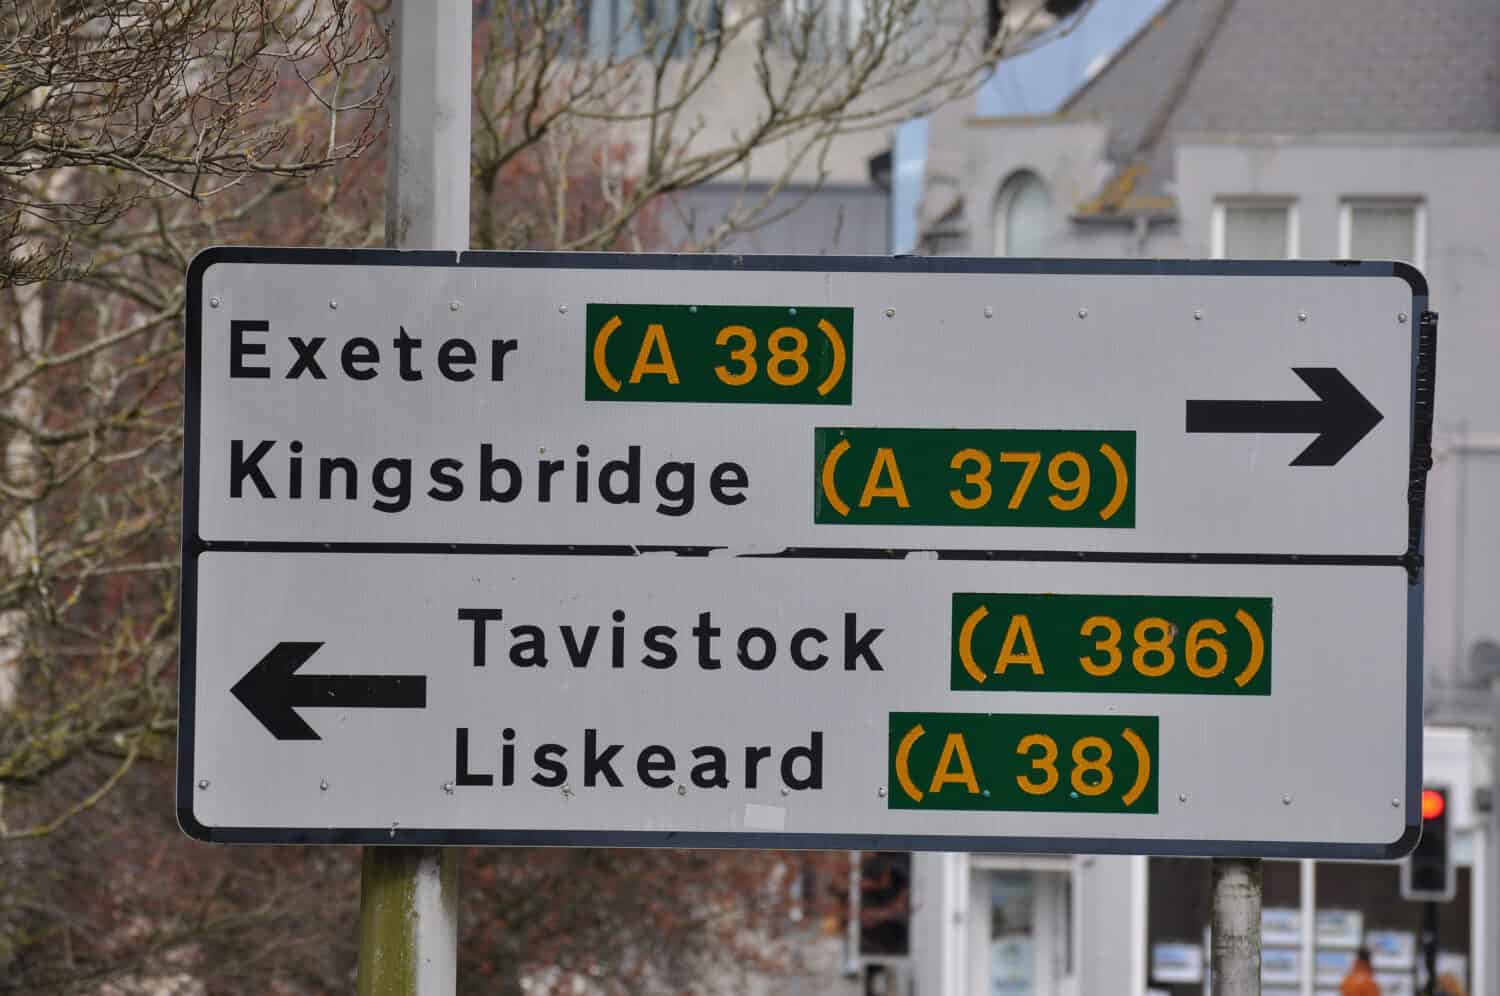 Exeter (A 38)
Kingsbridge (A 379)
Tavistock (A 386)
Liskeard (A 38)